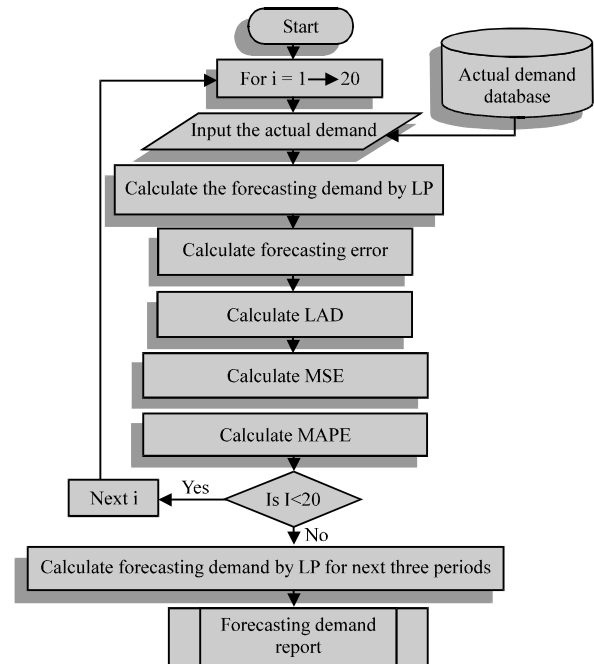 Start
For i = 1→20
Actual demand
database
Input the actual demand
Calculate the forecasting demand by LP
Calculate forecasting error
Calculate LAD
Calculate MSE
Calculate MAPE
Next i
Yes
Is I<20
No
Calculate forecasting demand by LP for next three periods
Forecasting demand
report